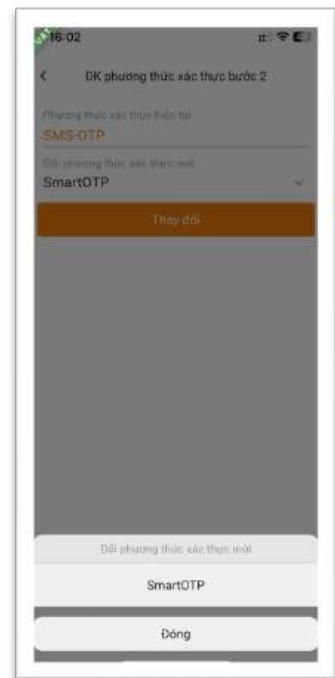 UAT
16:02
ĐK phương thức xác thực bước 2
Phương thức xác thực hiện tại
SMS-OTP
Đổi phương thức xác thực mới
SmartOTP
Thay đổi
Đổi phương thức xác thực mới
SmartOTP
Đóng